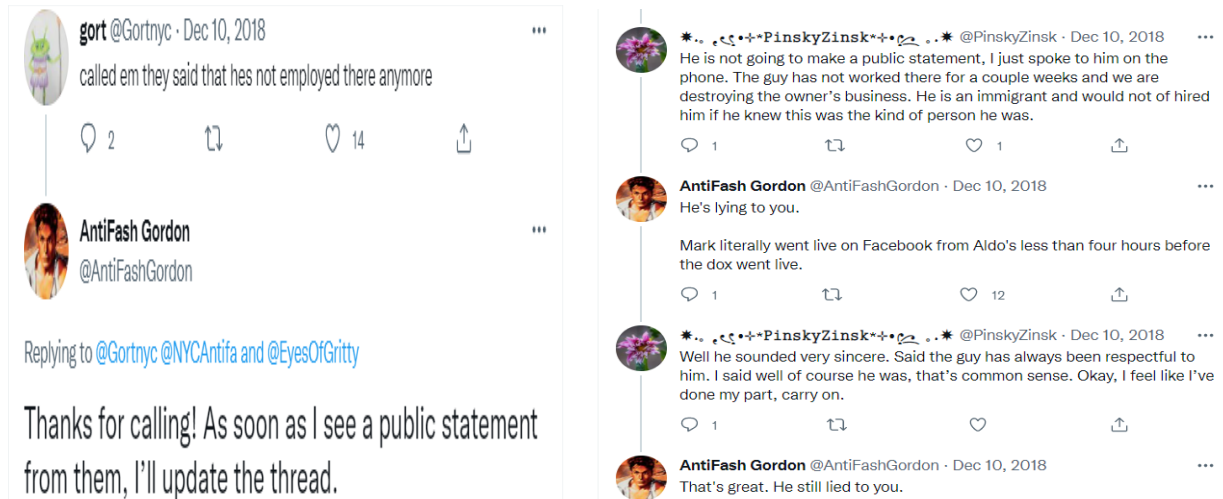 gort @Gortnyc · Dec 10, 2018
called em they said that hes not employed there anymore
2 14
AntiFash Gordon
@AntiFashGordon
Replying to @Gortnyc @NYCAntifa and @EyesOfGritty
Thanks for calling! As soon as I see a public statement
from them, I'll update the thread.
*PinskyZinsk* @PinskyZinsk · Dec 10, 2018
He is not going to make a public statement, I just spoke to him on the
phone. The guy has not worked there for a couple weeks and we are
destroying the owner's business. He is an immigrant and would not of hired
him if he knew this was the kind of person he was.
1 1
AntiFash Gordon @AntiFashGordon · Dec 10, 2018
He's lying to you.
Mark literally went live on Facebook from Aldo's less than four hours before
the dox went live.
1 12
*PinskyZinsk* @PinskyZinsk · Dec 10, 2018
Well he sounded very sincere. Said the guy has always been respectful to
him. I said well of course he was, that's common sense. Okay, I feel like I've
done my part, carry on.
1
AntiFash Gordon @AntiFashGordon · Dec 10, 2018
That's great. He still lied to you.